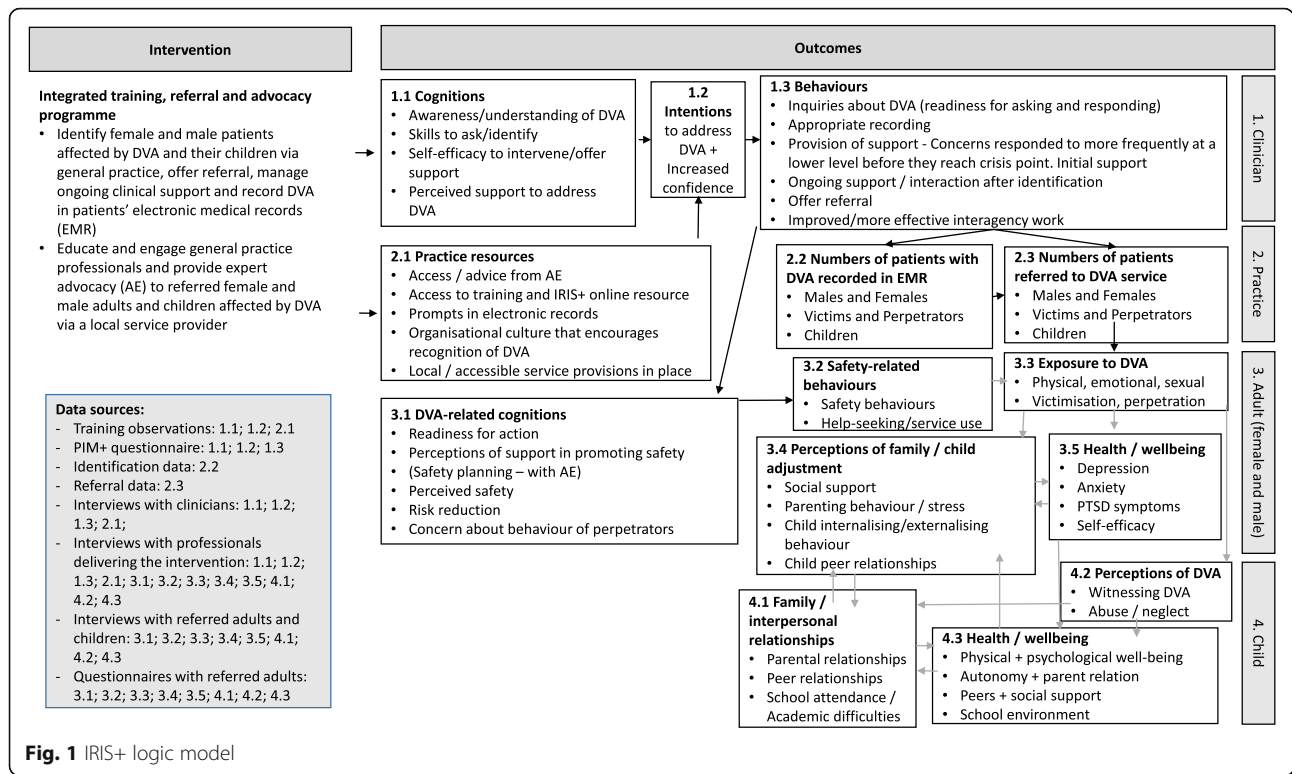 Intervention
Outcomes
Integrated training, referral and advocacy
programme
• Identify female and male patients
affected by DVA and their children via
general practice, offer referral, manage
ongoing clinical support and record DVA
in patients’ electronic medical records
(EMR)
• Educate and engage general practice
professionals and provide expert
advocacy (AE) to referred female and
male adults and children affected by DVA
via a local service provider
Data sources:
- Training observations: 1.1; 1.2; 2.1
- PIM+ questionnaire: 1.1; 1.2; 1.3
- Identification data: 2.2
- Referral data: 2.3
- Interviews with clinicians: 1.1; 1.2;
1.3; 2.1;
- Interviews with professionals
delivering the intervention: 1.1; 1.2;
1.3; 2.1; 3.1; 3.2; 3.3; 3.4; 3.5; 4.1;
4.2; 4.3
- Interviews with referred adults and
children: 3.1; 3.2; 3.3; 3.4; 3.5; 4.1;
4.2; 4.3
- Questionnaires with referred adults:
3.1; 3.2; 3.3; 3.4; 3.5; 4.1; 4.2; 4.3
1.1 Cognitions
• Awareness/understanding of DVA
• Skills to ask/identify
• Self-efficacy to intervene/offer
support
• Perceived support to address
DVA
1.2
Intentions
to address
DVA +
Increased
confidence
1.3 Behaviours
• Inquiries about DVA (readiness for asking and responding)
• Appropriate recording
• Provision of support - Concerns responded to more frequently at a
lower level before they reach crisis point. Initial support
• Ongoing support / interaction after identification
• Offer referral
• Improved/more effective interagency work
1. Clinician
2.1 Practice resources
• Access / advice from AE
• Access to training and IRIS+ online resource
• Prompts in electronic records
• Organisational culture that encourages
recognition of DVA
• Local / accessible service provisions in place
2.2 Numbers of patients with
DVA recorded in EMR
• Males and Females
• Victims and Perpetrators
• Children
2.3 Numbers of patients
referred to DVA service
• Males and Females
• Victims and Perpetrators
• Children
2. Practice
3.1 DVA-related cognitions
• Readiness for action
• Perceptions of support in promoting safety
• (Safety planning – with AE)
• Perceived safety
• Risk reduction
• Concern about behaviour of perpetrators
3.2 Safety-related
behaviours
• Safety behaviours
• Help-seeking/service use
3.3 Exposure to DVA
• Physical, emotional, sexual
• Victimisation, perpetration
3.4 Perceptions of family / child
adjustment
• Social support
• Parenting behaviour / stress
• Child internalising/externalising
behaviour
• Child peer relationships
3.5 Health / wellbeing
• Depression
• Anxiety
• PTSD symptoms
• Self-efficacy
3. Adult (female and male)
4.1 Family /
interpersonal
relationships
• Parental relationships
• Peer relationships
• School attendance /
Academic difficulties
4.2 Perceptions of DVA
• Witnessing DVA
• Abuse / neglect
4.3 Health / wellbeing
• Physical + psychological well-being
• Autonomy + parent relation
• Peers + social support
• School environment
4. Child
Fig. 1 IRIS+ logic model